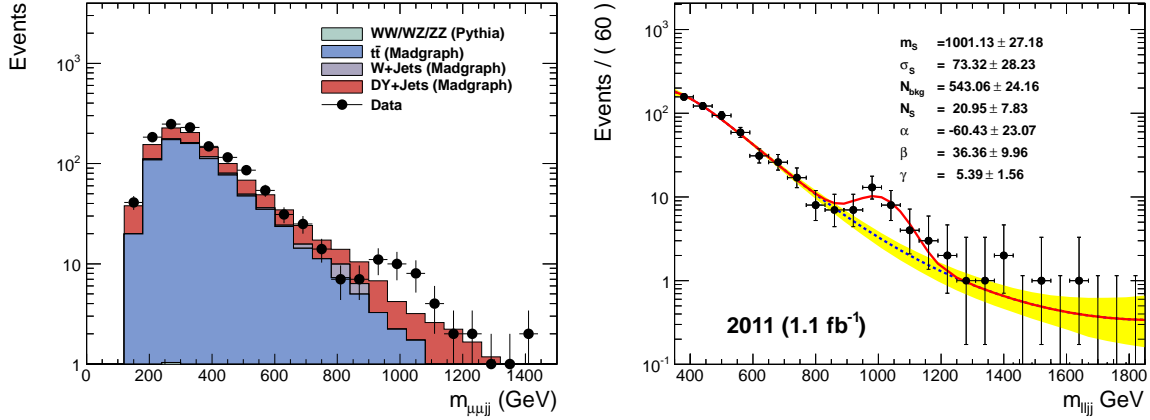 Events
10³
10²
10
1
WW/WZ/ZZ (Pythia)
tt̄ (Madgraph)
W+Jets (Madgraph)
DY+Jets (Madgraph)
Data
0 200 400 600 800 1000 1200 1400
m_μμjj (GeV)
Events / ( 60 )
10³
10²
10
1
10⁻¹
m_S =1001.13 ± 27.18
σ_S = 73.32 ± 28.23
N_bkg =543.06 ± 24.16
N_S = 20.95 ± 7.83
α = -60.43 ± 23.07
β = 36.36 ± 9.96
γ = 5.39 ± 1.56
2011 (1.1 fb⁻¹)
400 600 800 1000 1200 1400 1600 1800
m_lljj GeV